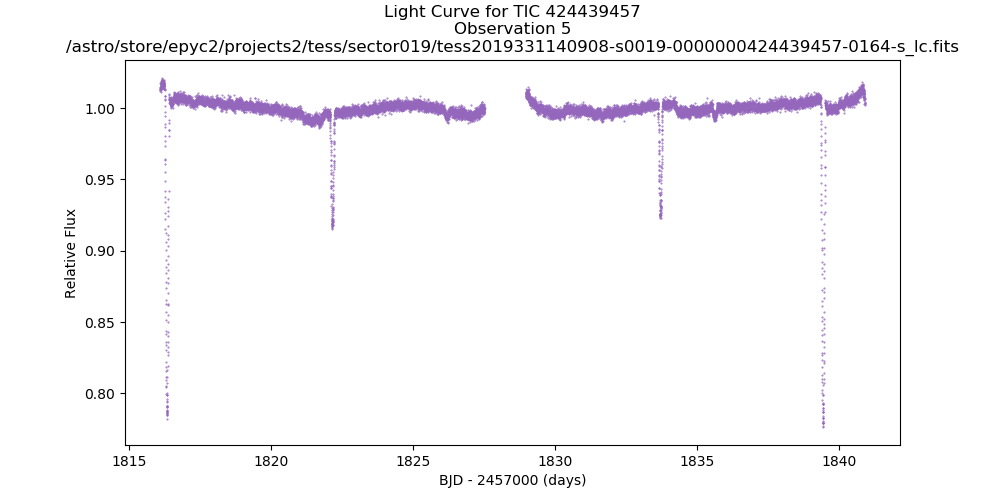 Light Curve for TIC 424439457
Observation 5
/astro/store/epyc2/projects2/tess/sector019/tess2019331140908-s0019-0000000424439457-0164-s_lc.fits
Relative Flux
1.00
0.95
0.90
0.85
0.80
1815 1820 1825 1830 1835 1840
BJD - 2457000 (days)